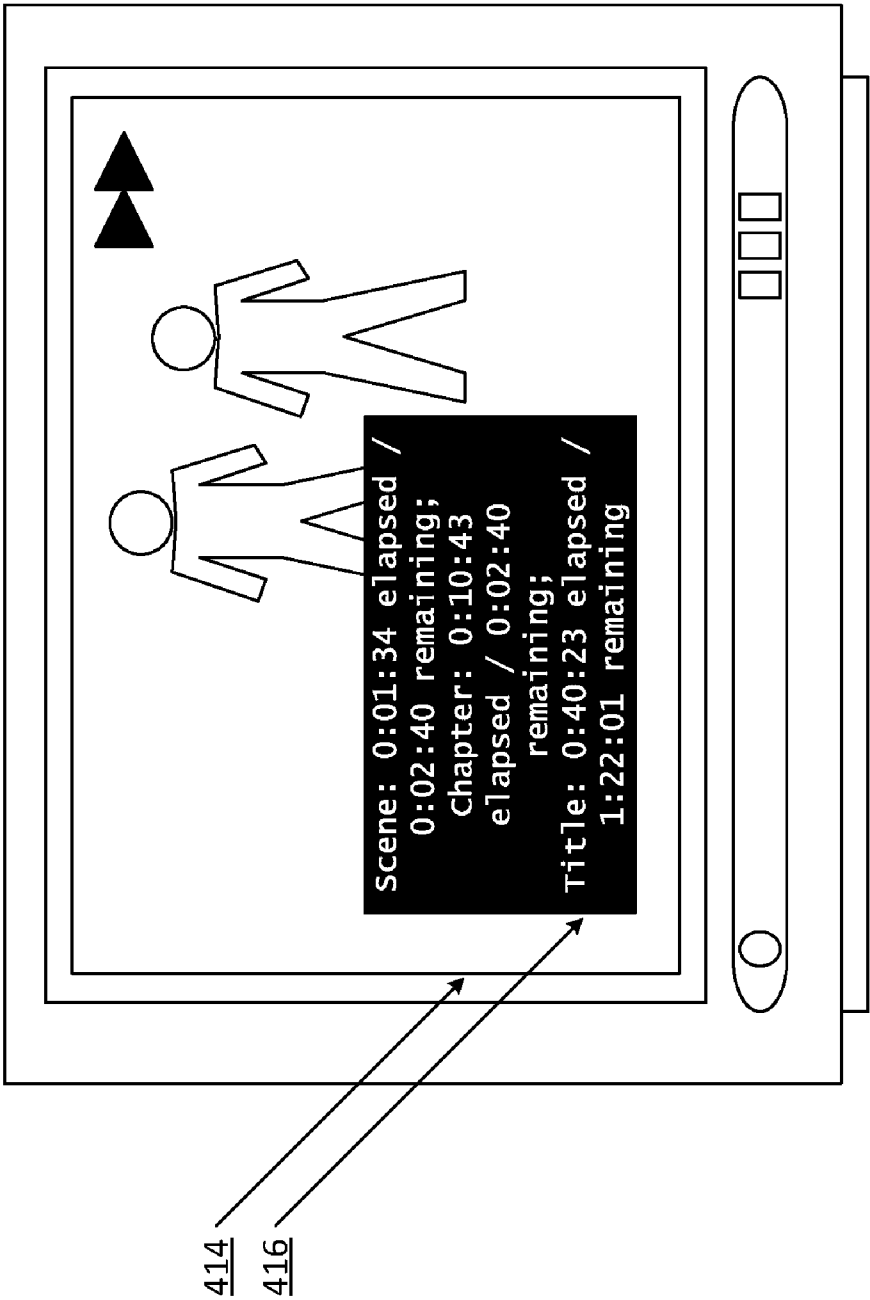 Scene: 0:01:34 elapsed /
0:02:40 remaining;
Chapter: 0:10:43
elapsed / 0:02:40
remaining;
Title: 0:40:23 elapsed /
1:22:01 remaining
414
416